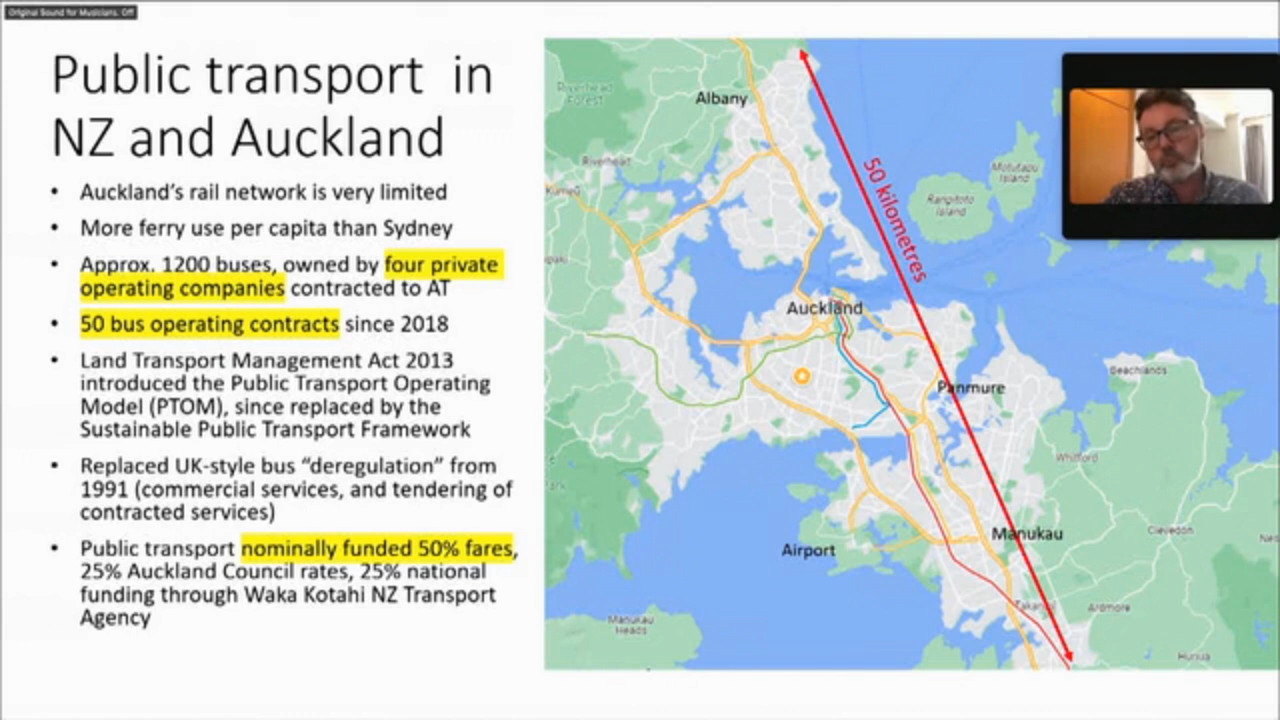 Original Sound for Musicians: Off
Public transport in
NZ and Auckland
• Auckland's rail network is very limited
• More ferry use per capita than Sydney
• Approx. 1200 buses, owned by four private
operating companies contracted to AT
• 50 bus operating contracts since 2018
• Land Transport Management Act 2013
introduced the Public Transport Operating
Model (PTOM), since replaced by the
Sustainable Public Transport Framework
• Replaced UK-style bus “deregulation” from
1991 (commercial services, and tendering of
contracted services)
• Public transport nominally funded 50% fares,
25% Auckland Council rates, 25% national
funding through Waka Kotahi NZ Transport
Agency
Riverhead
Forest
Albany
Riverhead
Kumeū
50 kilometres
Motutapu
Island
Rangitoto
Island
Auckland
Panmure
Beachlands
Whitford
Manukau
Clevedon
Airport
Takanini
Ardmore
Manukau
Heads
Hunua